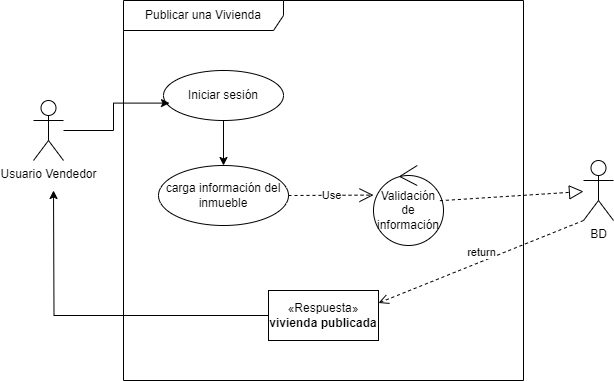 Publicar una Vivienda
Iniciar sesión
Usuario Vendedor
carga información del
inmueble
Use
Validación
de
información
BD
return
«Respuesta»
vivienda publicada